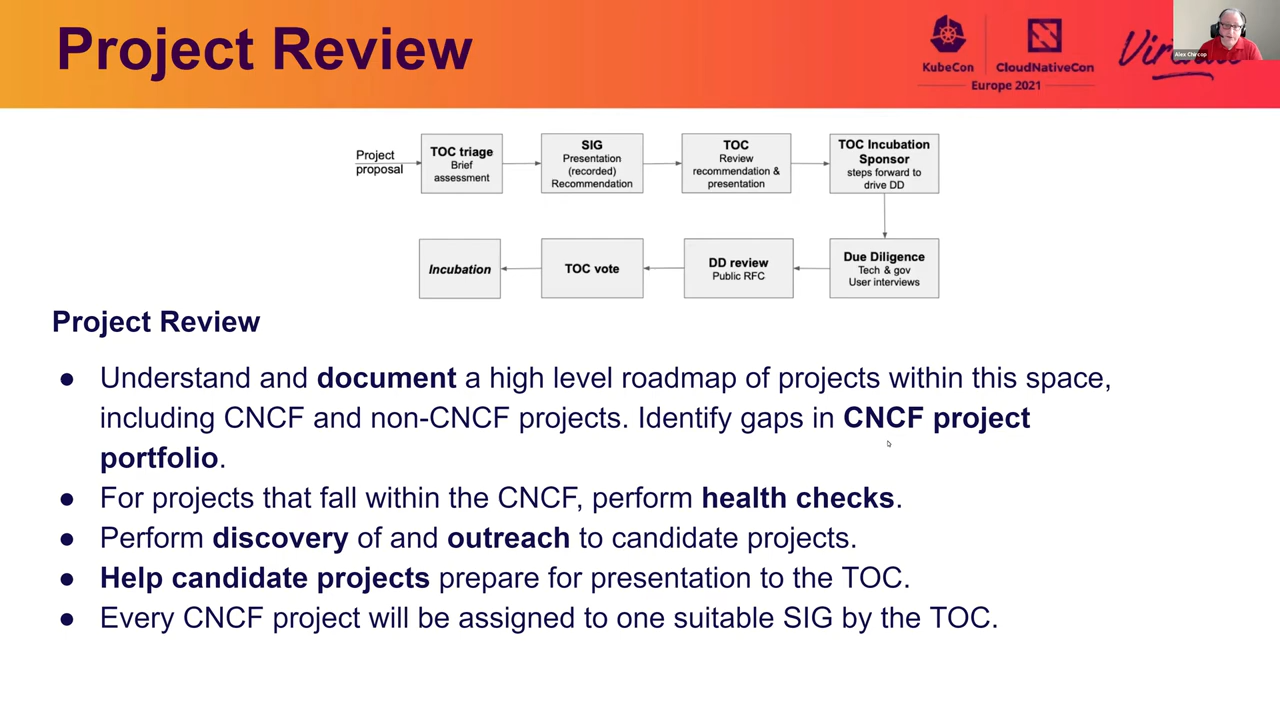 Project Review
KubeCon
CloudNativeCon
Europe 2021
Alex Chircop
Project
proposal
TOC triage
Brief
assessment
SIG
Presentation
(recorded)
Recommendation
TOC
Review
recommendation &
presentation
TOC Incubation
Sponsor
steps forward to
drive DD
Incubation
TOC vote
DD review
Public RFC
Due Diligence
Tech & gov
User interviews
Project Review
● Understand and document a high level roadmap of projects within this space,
including CNCF and non-CNCF projects. Identify gaps in CNCF project
portfolio.
● For projects that fall within the CNCF, perform health checks.
● Perform discovery of and outreach to candidate projects.
● Help candidate projects prepare for presentation to the TOC.
● Every CNCF project will be assigned to one suitable SIG by the TOC.